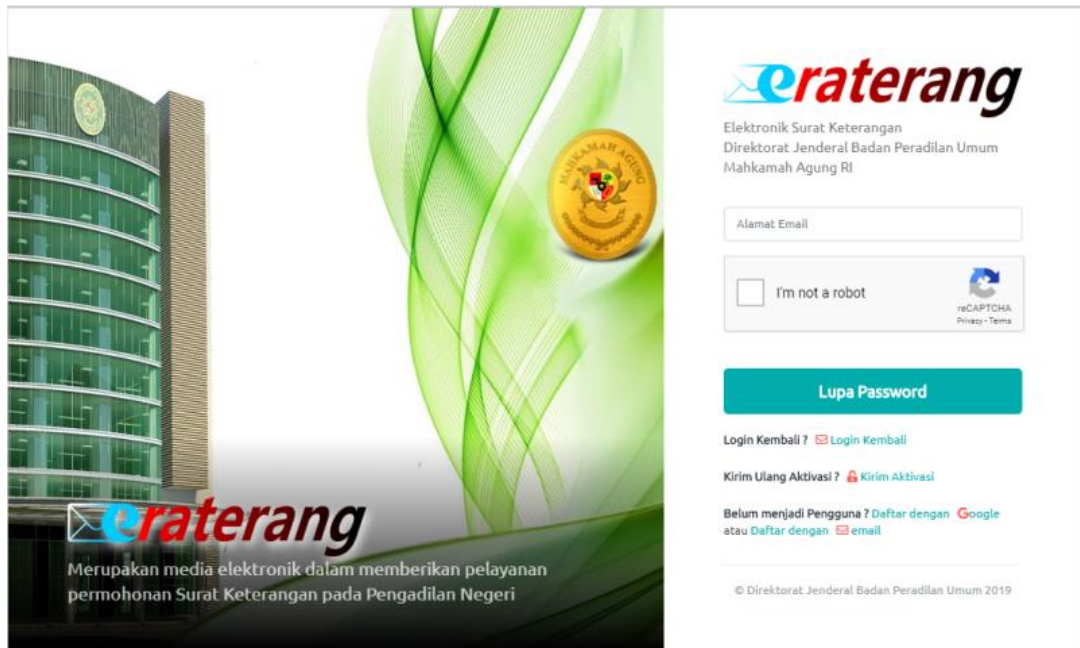 eraterang
Merupakan media elektronik dalam memberikan pelayanan
permohonan Surat Keterangan pada Pengadilan Negeri
MAHKAMAH AGUNG
eraterang
Elektronik Surat Keterangan
Direktorat Jenderal Badan Peradilan Umum
Mahkamah Agung RI
Alamat Email
I'm not a robot
reCAPTCHA
Privacy - Terms
Lupa Password
Login Kembali ? Login Kembali
Kirim Ulang Aktivasi ? Kirim Aktivasi
Belum menjadi Pengguna ? Daftar dengan Google
atau Daftar dengan email
© Direktorat Jenderal Badan Peradilan Umum 2019